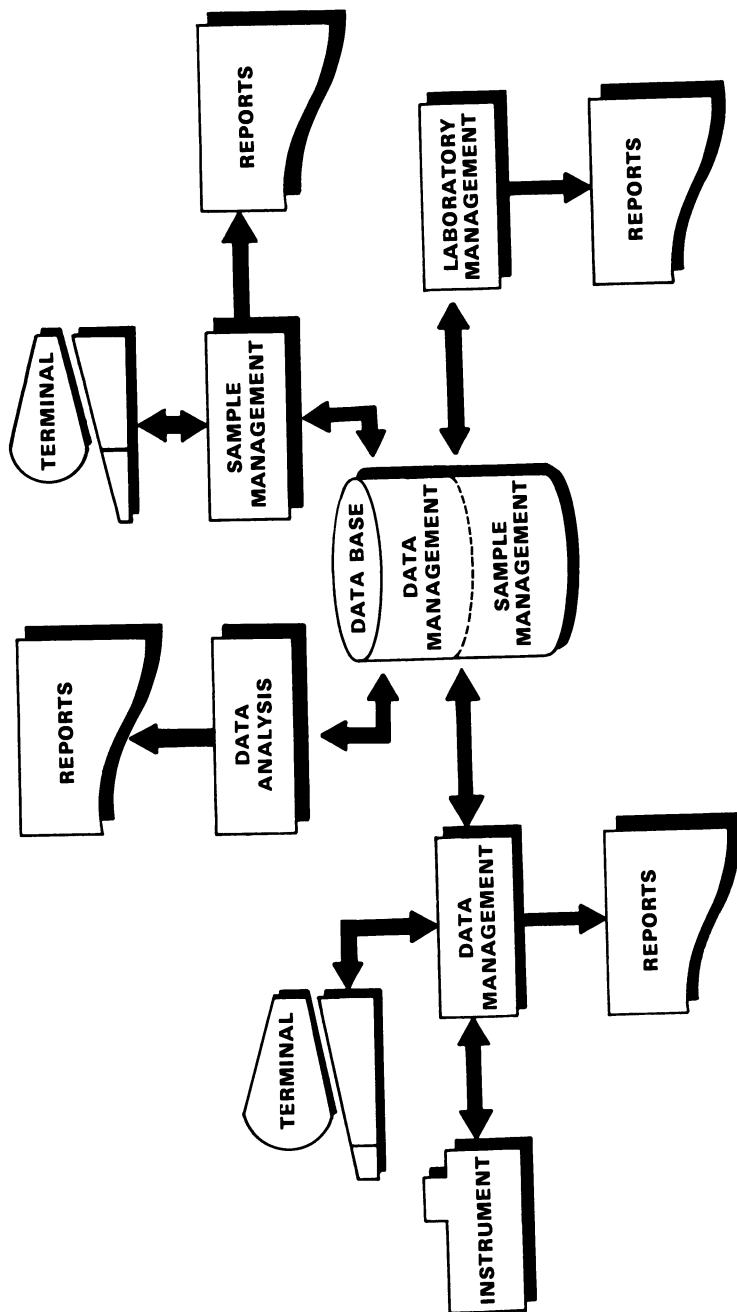 REPORTS
TERMINAL
SAMPLE
MANAGEMENT
REPORTS
DATA
ANALYSIS
DATA BASE
DATA
MANAGEMENT
SAMPLE
MANAGEMENT
LABORATORY
MANAGEMENT
REPORTS
TERMINAL
INSTRUMENT
DATA
MANAGEMENT
REPORTS